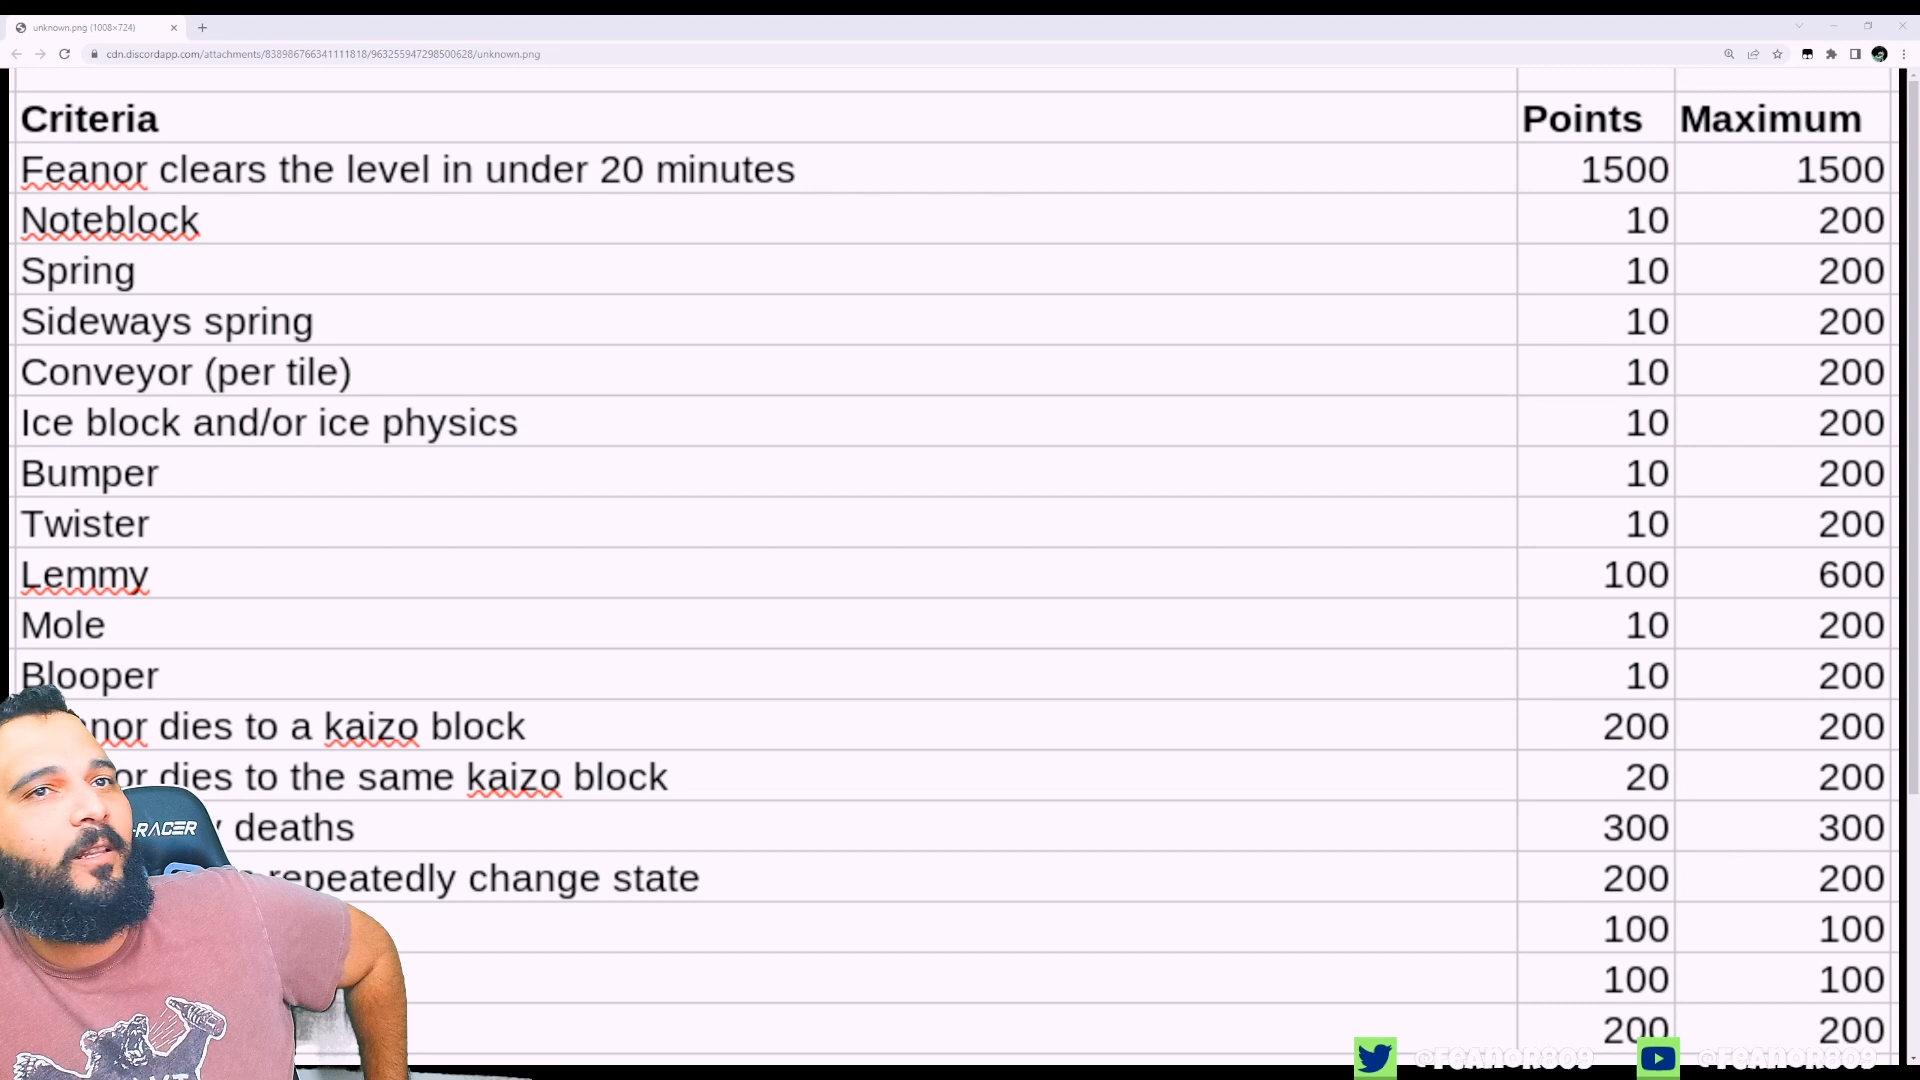 unknown.png (1008×724)
cdn.discordapp.com/attachments/838986766341111818/963255947298500628/unknown.png
Criteria Points Maximum
Feanor clears the level in under 20 minutes 1500 1500
Noteblock 10 200
Spring 10 200
Sideways spring 10 200
Conveyor (per tile) 10 200
Ice block and/or ice physics 10 200
Bumper 10 200
Twister 10 200
Lemmy 100 600
Mole 10 200
Blooper 10 200
dies to a kaizo block 200 200
dies to the same kaizo block 20 200
deaths 300 300
repeatedly change state 200 200
100 100
100 100
200 200
-RACER
@FEANOR809 @FEANOR809